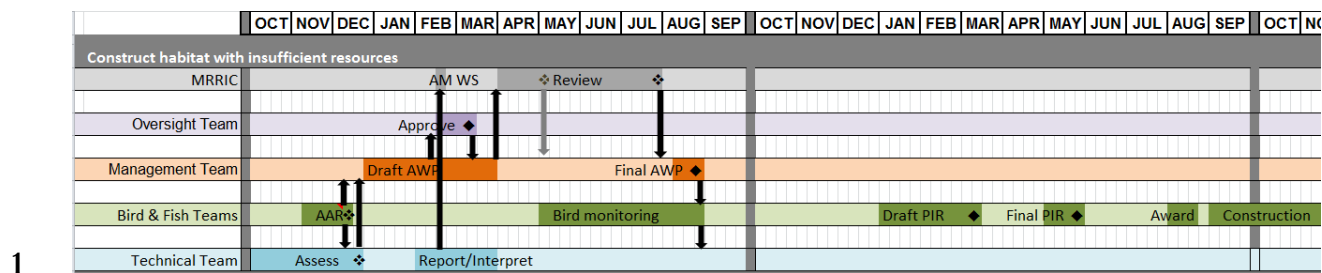 OCT NOV DEC JAN FEB MAR APR MAY JUN JUL AUG SEP OCT NOV DEC JAN FEB MAR APR MAY JUN JUL AUG SEP OCT
Construct habitat with insufficient resources
MRRIC AM WS Review
Oversight Team Approve
Management Team Draft AWP Final AWP
Bird & Fish Teams AAR Bird monitoring Draft PIR Final PIR Award Construction
1 Technical Team Assess Report/Interpret